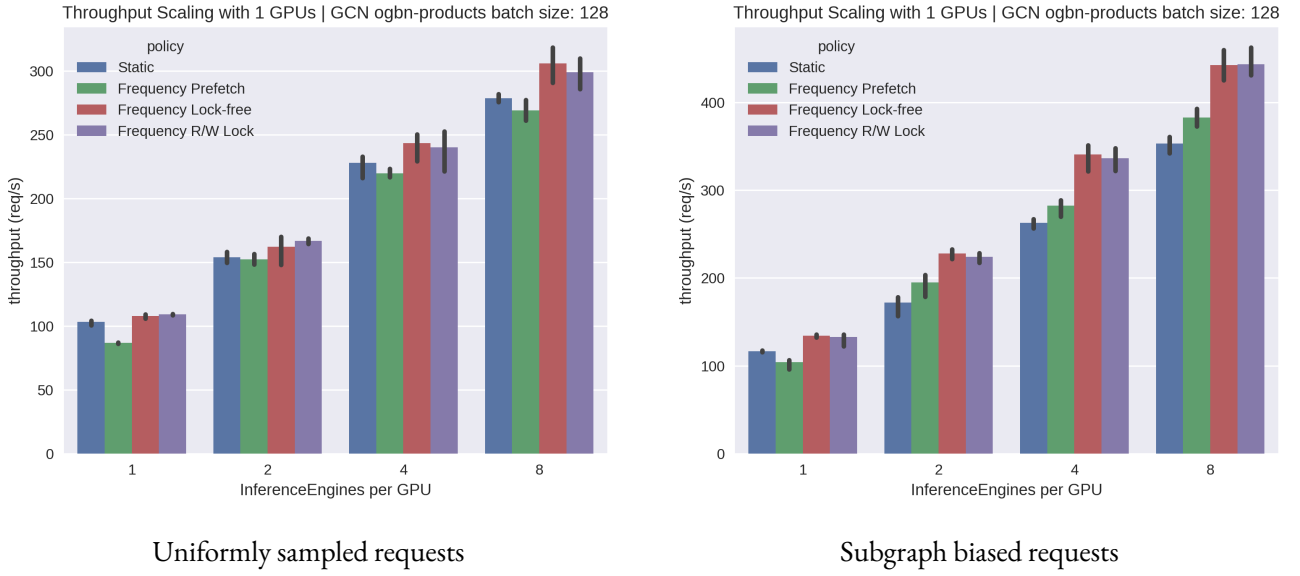 Throughput Scaling with 1 GPUs | GCN ogbn-products batch size: 128
policy
Static
Frequency Prefetch
Frequency Lock-free
Frequency R/W Lock
throughput (req/s)
300
250
200
150
100
50
0
1 2 4 8
InferenceEngines per GPU
Uniformly sampled requests
Throughput Scaling with 1 GPUs | GCN ogbn-products batch size: 128
policy
Static
Frequency Prefetch
Frequency Lock-free
Frequency R/W Lock
throughput (req/s)
400
300
200
100
0
1 2 4 8
InferenceEngines per GPU
Subgraph biased requests